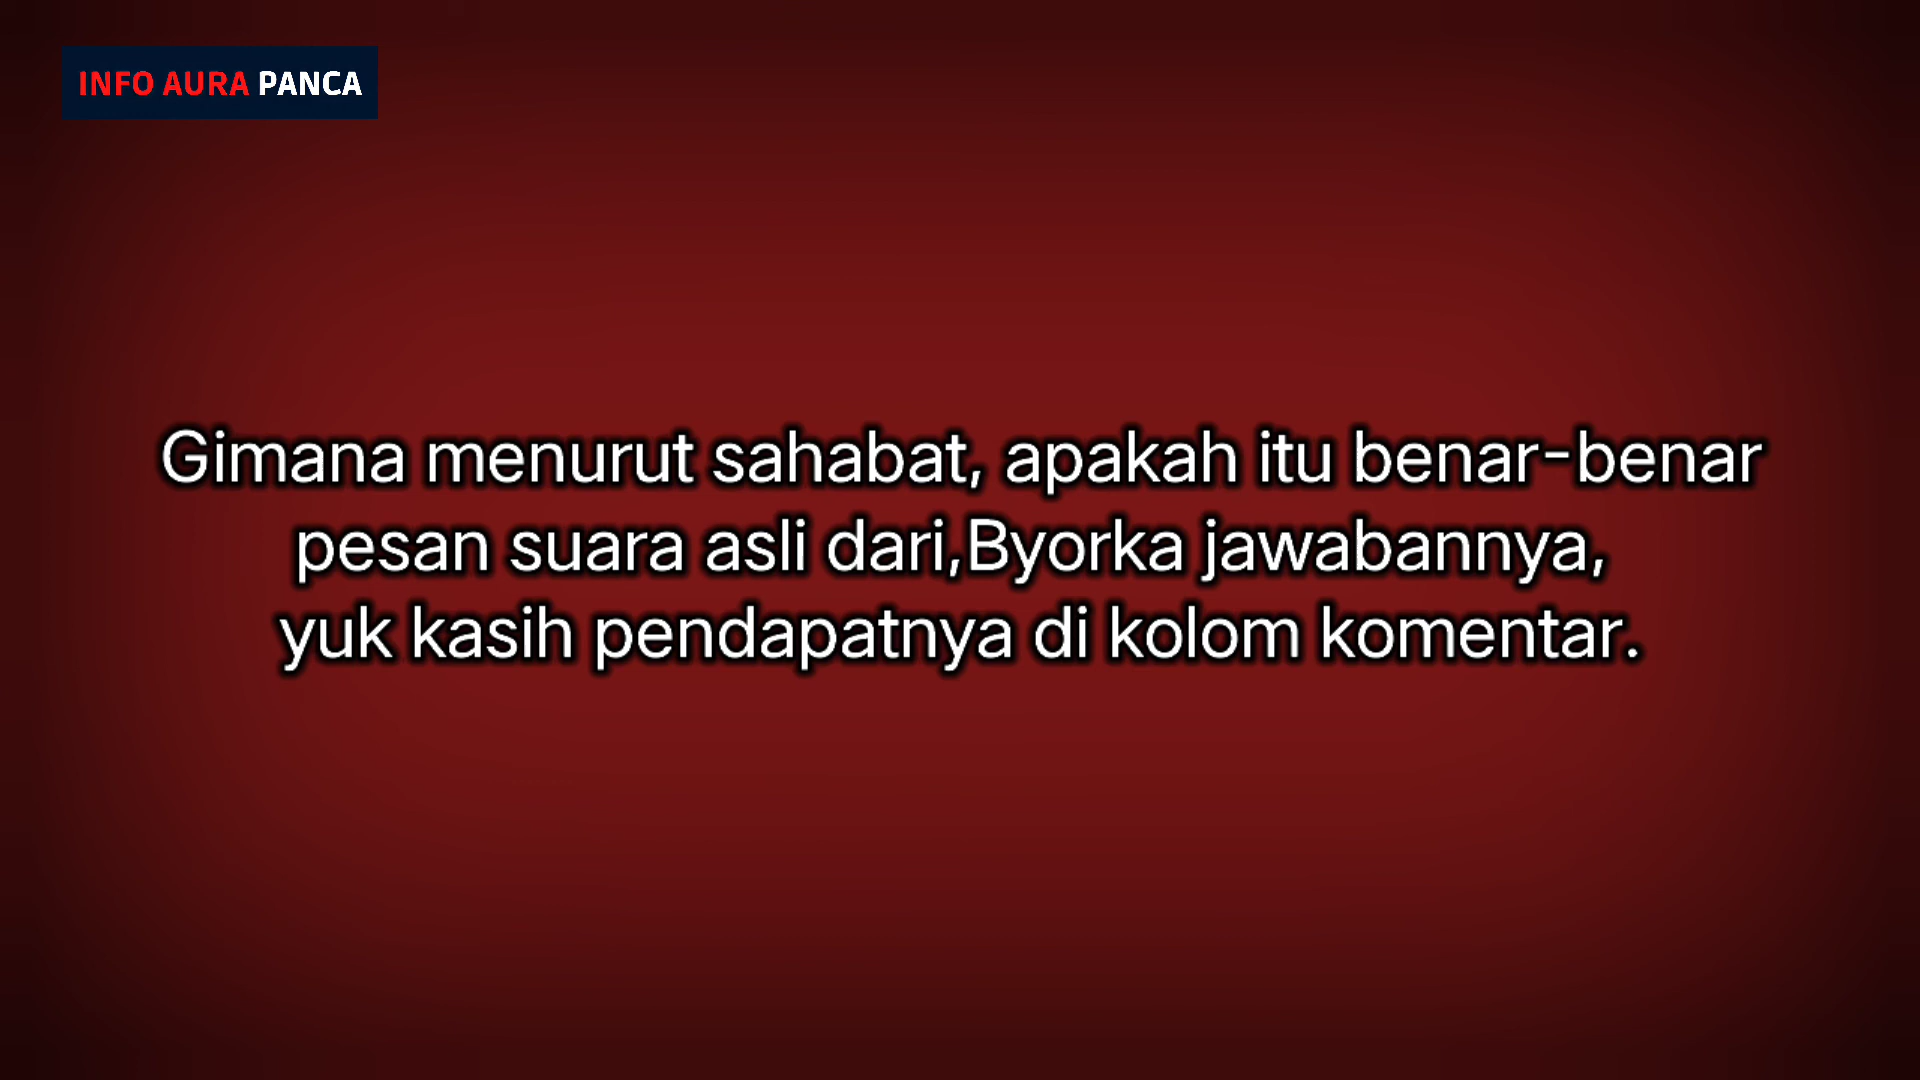 INFO AURA PANCA
Gimana menurut sahabat, apakah itu benar-benar
pesan suara asli dari,Byorka jawabannya,
yuk kasih pendapatnya di kolom komentar.